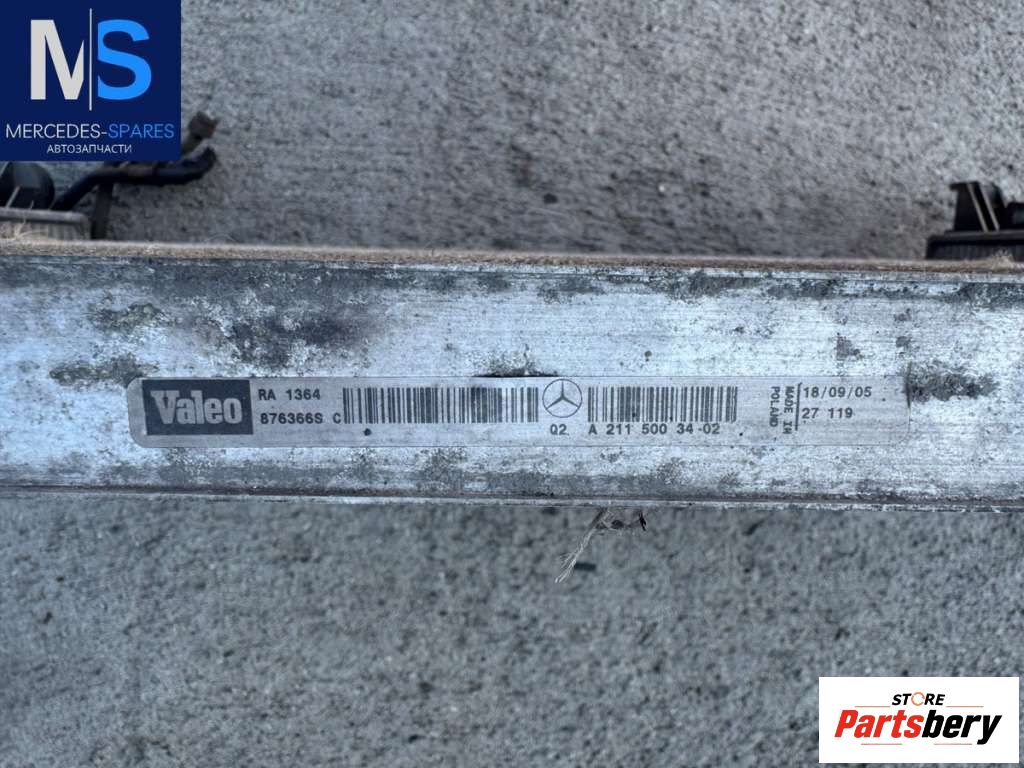 MS
MERCEDES-SPARES
АВТОЗАПЧАСТИ
Valeo
RA 1364
876366S C
Q2 A 211 500 34-02
MADE IN
POLAND
18/09/05
27 119
STORE
Partsbery